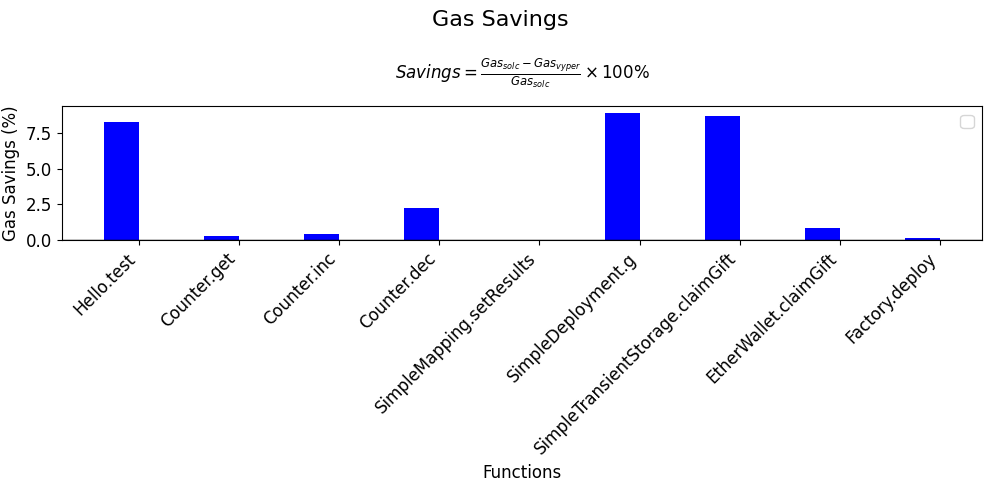 Gas Savings
Savings = Gas_solc − Gas_vyper / Gas_solc × 100%
Gas Savings (%)
7.5
5.0
2.5
0.0
Hello.test
Counter.get
Counter.inc
Counter.dec
SimpleMapping.setResults
SimpleDeployment.g
SimpleTransientStorage.claimGift
EtherWallet.claimGift
Factory.deploy
Functions